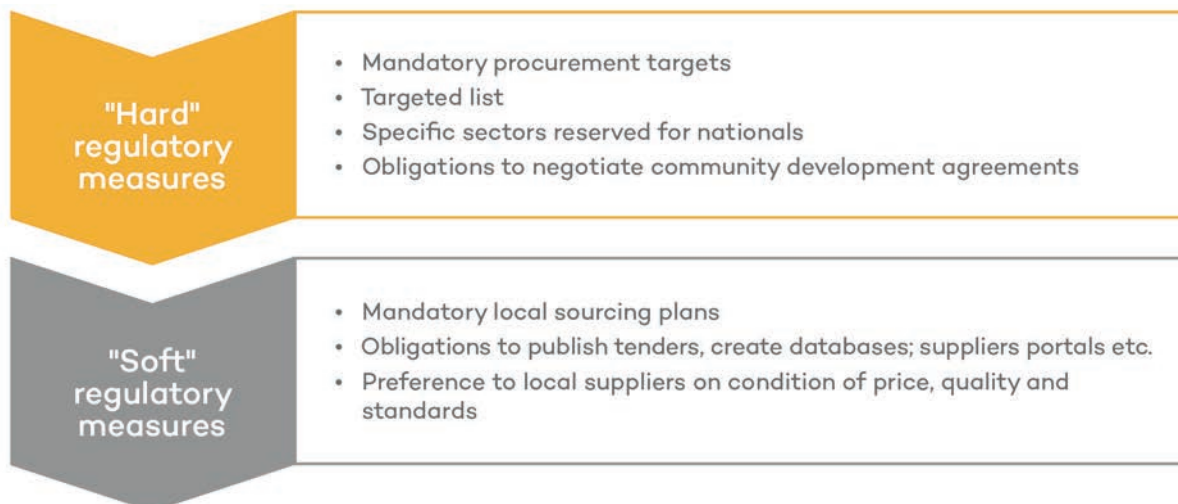 "Hard"
regulatory
measures
• Mandatory procurement targets
• Targeted list
• Specific sectors reserved for nationals
• Obligations to negotiate community development agreements
"Soft"
regulatory
measures
• Mandatory local sourcing plans
• Obligations to publish tenders, create databases; suppliers portals etc.
• Preference to local suppliers on condition of price, quality and
standards